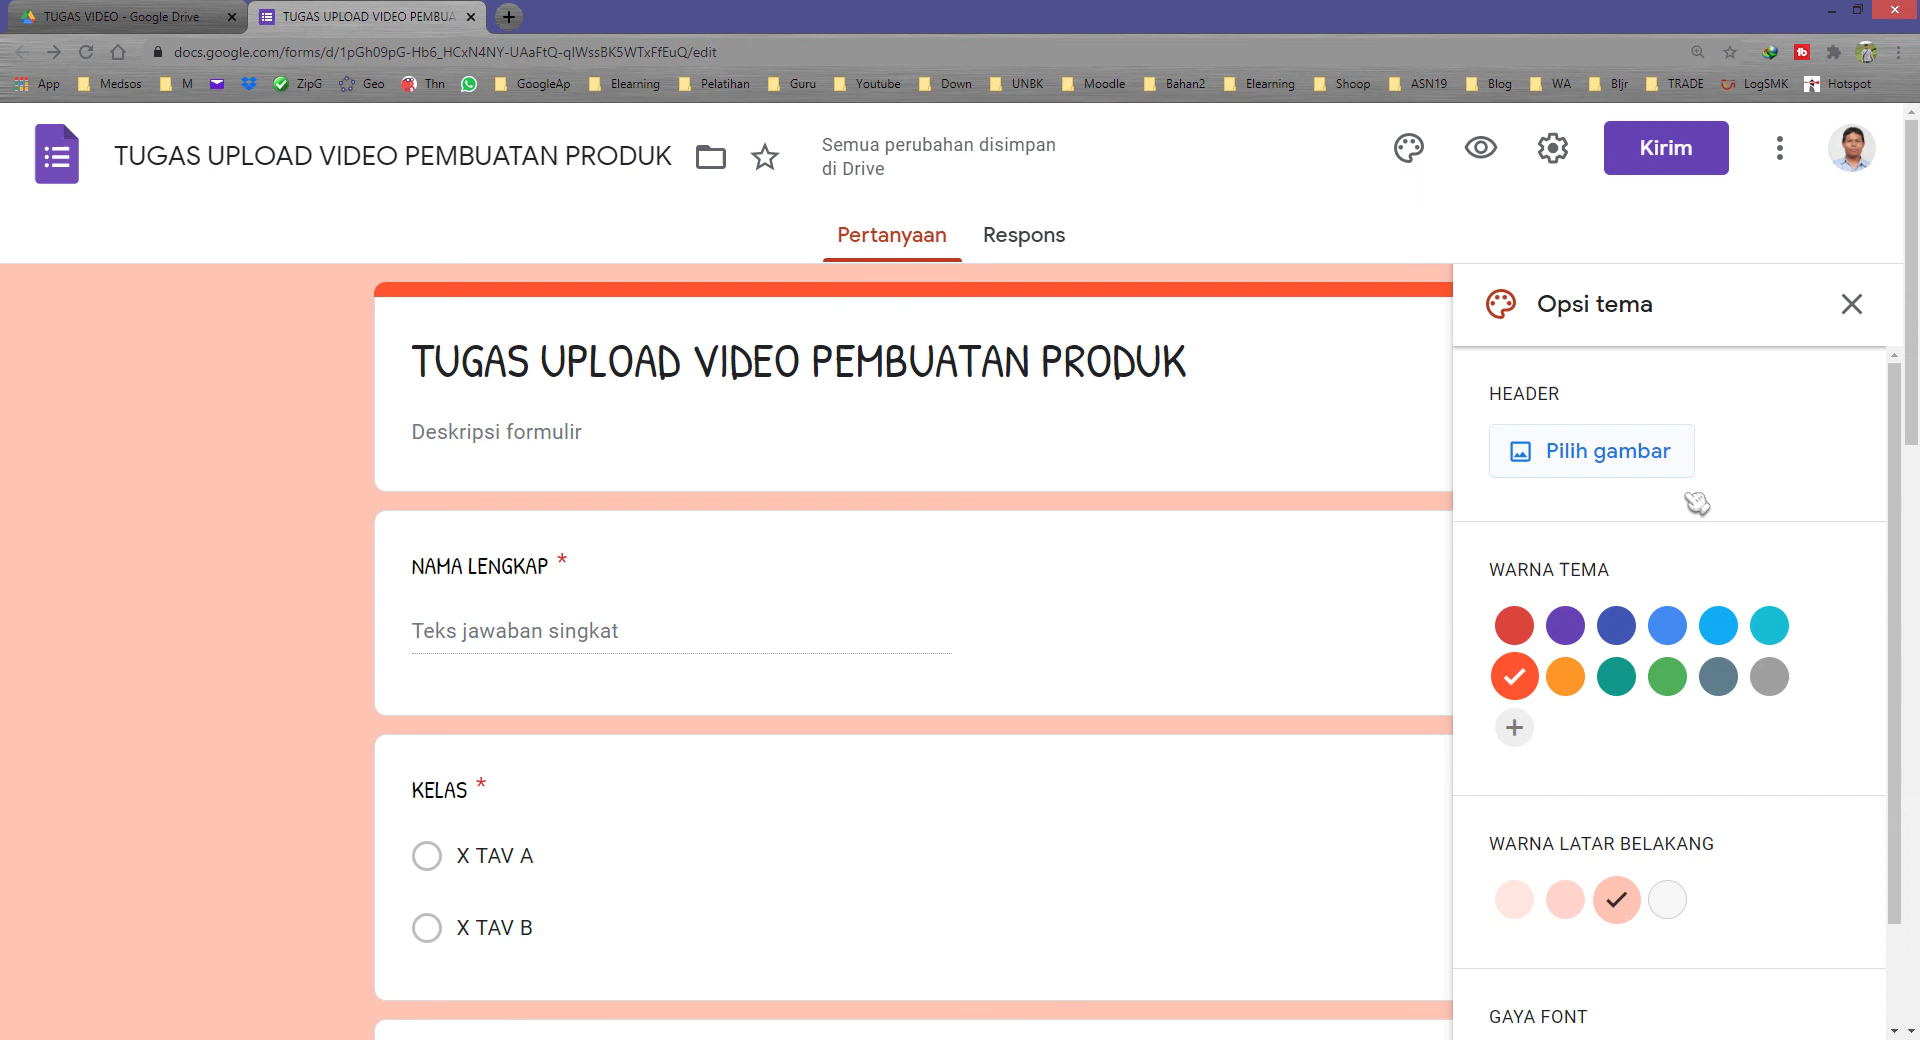 TUGAS VIDEO - Google Drive
TUGAS UPLOAD VIDEO PEMBUA
docs.google.com/forms/d/1pGh09pG-Hb6_HCxN4NY-UAaFtQ-qIWssBK5WTxFfEuQ/edit
App Medsos M ZipG Geo Thn GoogleAp Elearning Pelatihan Guru Youtube Down UNBK Moodle Bahan2 Elearning Shoop ASN19 Blog WA Bljr TRADE LogSMK Hotspot
TUGAS UPLOAD VIDEO PEMBUATAN PRODUK
Semua perubahan disimpan
di Drive
Kirim
Pertanyaan Respons
Opsi tema
TUGAS UPLOAD VIDEO PEMBUATAN PRODUK
Deskripsi formulir
HEADER
Pilih gambar
NAMA LENGKAP *
Teks jawaban singkat
WARNA TEMA
KELAS *
X TAV A
X TAV B
WARNA LATAR BELAKANG
GAYA FONT